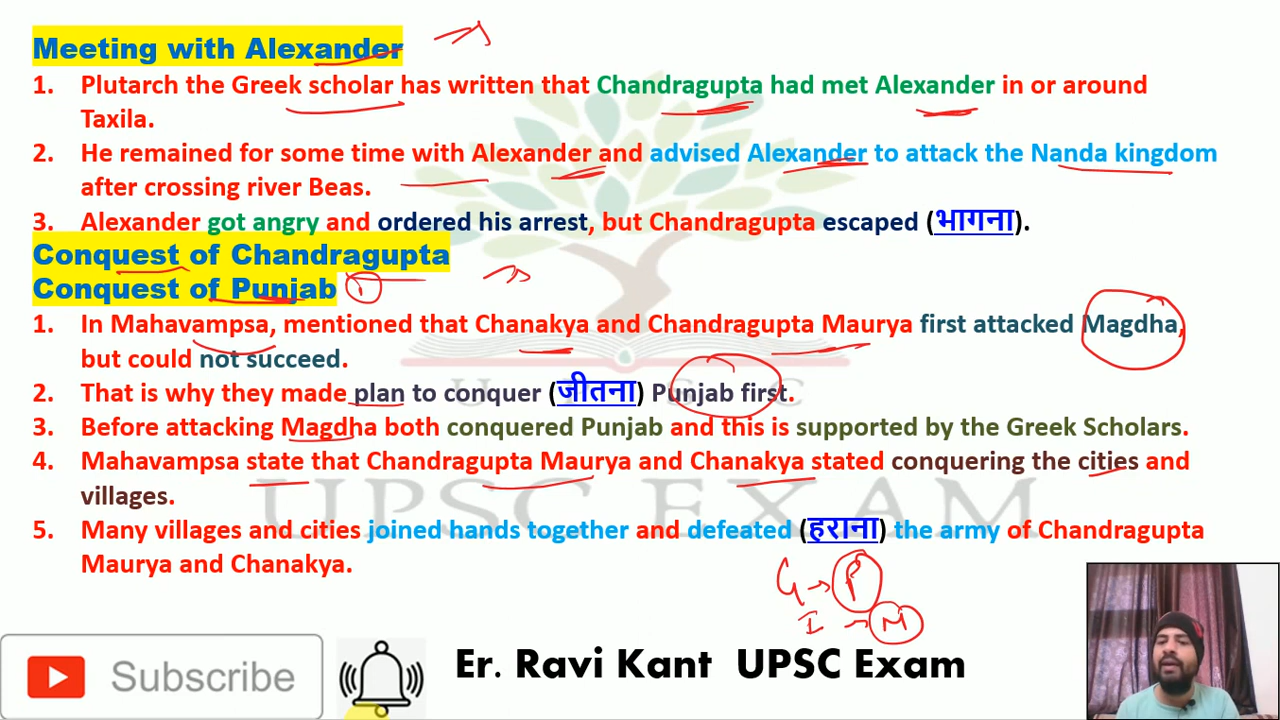 Meeting with Alexander
1. Plutarch the Greek scholar has written that Chandragupta had met Alexander in or around
Taxila.
2. He remained for some time with Alexander and advised Alexander to attack the Nanda kingdom
after crossing river Beas.
3. Alexander got angry and ordered his arrest, but Chandragupta escaped (भागना).
Conquest of Chandragupta
Conquest of Punjab 1
1. In Mahavampsa, mentioned that Chanakya and Chandragupta Maurya first attacked Magdha,
but could not succeed.
2. That is why they made plan to conquer (जीतना) Punjab first.
3. Before attacking Magdha both conquered Punjab and this is supported by the Greek Scholars.
4. Mahavampsa state that Chandragupta Maurya and Chanakya stated conquering the cities and
villages.
5. Many villages and cities joined hands together and defeated (हराना) the army of Chandragupta
Maurya and Chanakya.
UPSC
UPSC EXAM
G → P
I → M
Subscribe
Er. Ravi Kant UPSC Exam